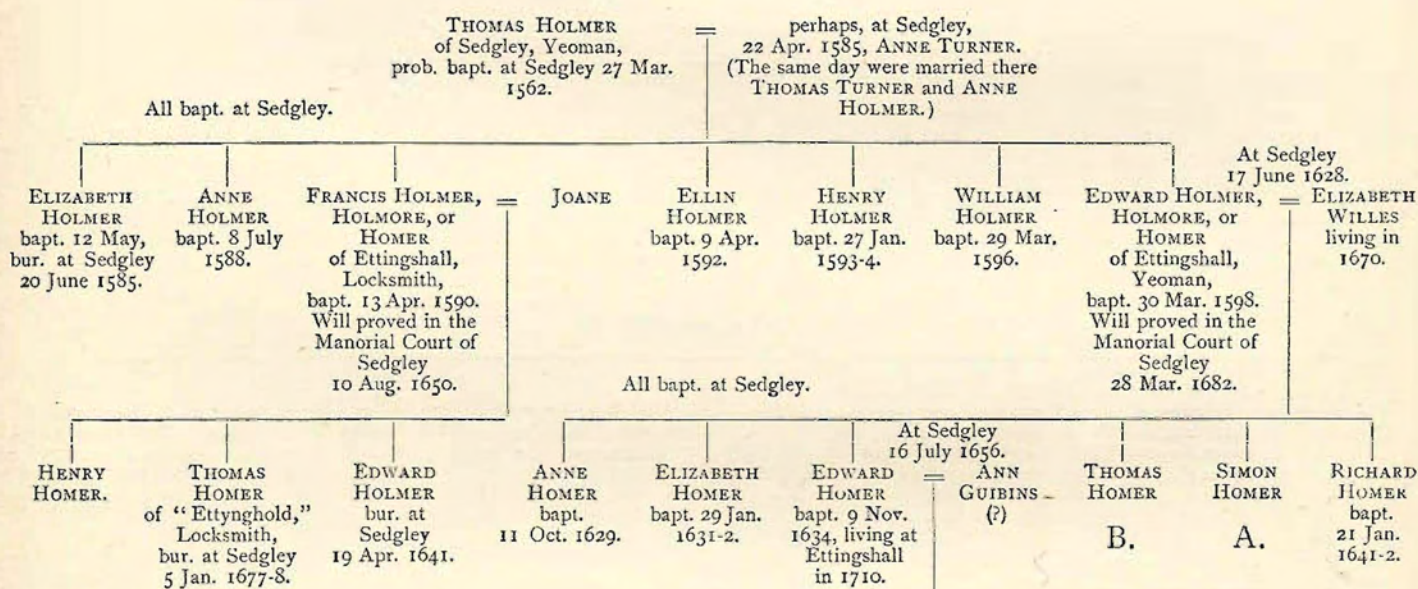 THOMAS HOLMER
of Sedgley, Yeoman,
prob. bapt. at Sedgley 27 Mar.
1562.
=
perhaps, at Sedgley,
22 Apr. 1585, ANNE TURNER.
(The same day were married there
THOMAS TURNER and ANNE
HOLMER.)
All bapt. at Sedgley.
ELIZABETH
HOLMER
bapt. 12 May,
bur. at Sedgley
20 June 1585.
ANNE
HOLMER
bapt. 8 July
1588.
FRANCIS HOLMER,
HOLMORE, or
HOMER
of Ettingshall,
Locksmith,
bapt. 13 Apr. 1590.
Will proved in the
Manorial Court of
Sedgley
10 Aug. 1650.
=
JOANE
ELLIN
HOLMER
bapt. 9 Apr.
1592.
HENRY
HOLMER
bapt. 27 Jan.
1593-4.
WILLIAM
HOLMER
bapt. 29 Mar.
1596.
EDWARD HOLMER,
HOLMORE, or
HOMER
of Ettingshall,
Yeoman,
bapt. 30 Mar. 1598.
Will proved in the
Manorial Court of
Sedgley
28 Mar. 1682.
At Sedgley
17 June 1628.
=
ELIZABETH
WILLES
living in
1670.
All bapt. at Sedgley.
HENRY
HOMER.
THOMAS
HOMER
of "Ettynghold,"
Locksmith,
bur. at Sedgley
5 Jan. 1677-8.
EDWARD
HOLMER
bur. at
Sedgley
19 Apr. 1641.
ANNE
HOMER
bapt.
11 Oct. 1629.
ELIZABETH
HOMER
bapt. 29 Jan.
1631-2.
EDWARD
HOMER
bapt. 9 Nov.
1634, living at
Ettingshall
in 1710.
At Sedgley
16 July 1656.
=
ANN
GUIBINS
(?)
THOMAS
HOMER
B.
SIMON
HOMER
A.
RICHARD
HOMER
bapt.
21 Jan.
1641-2.